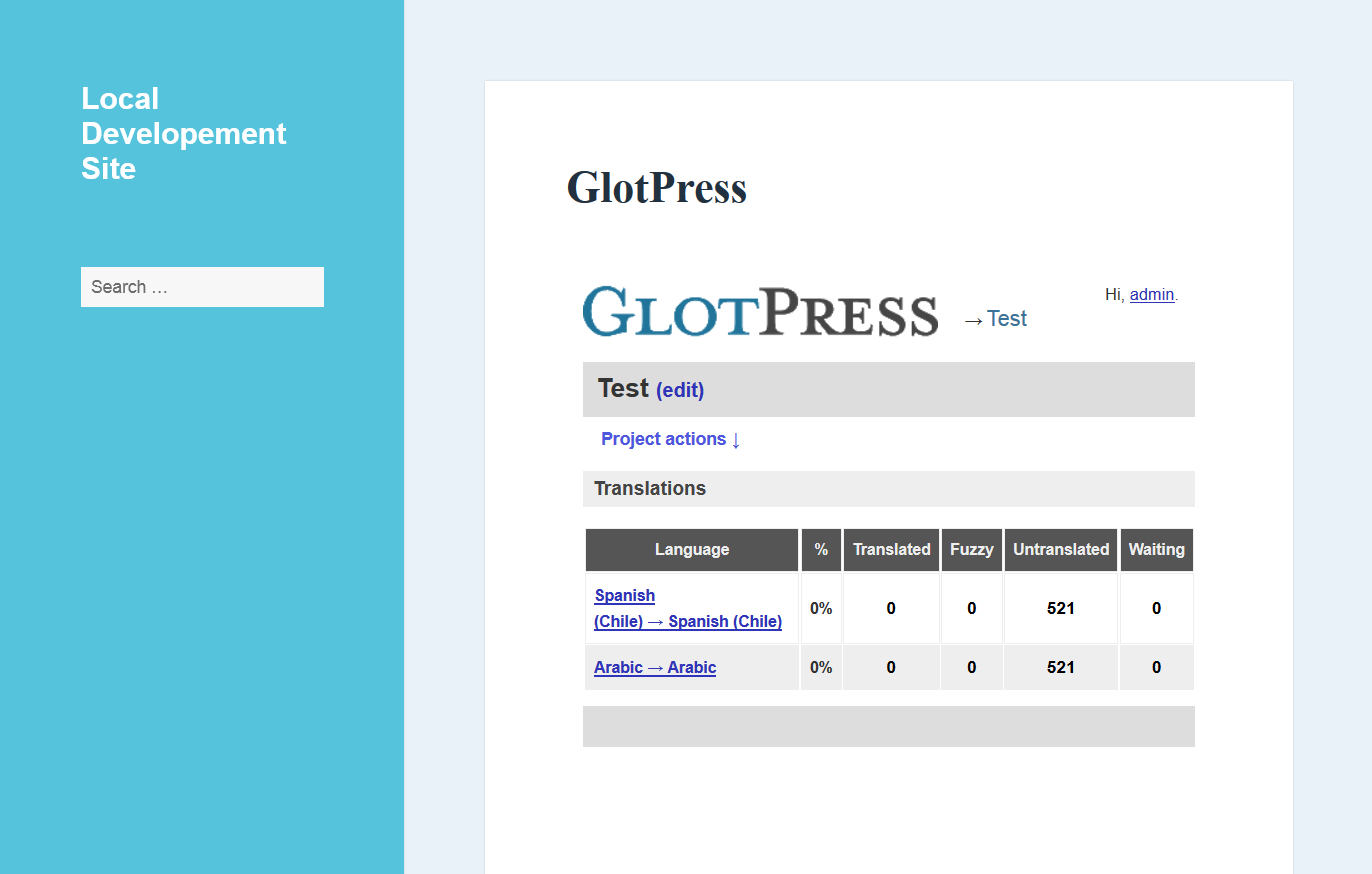 Local
Developement
Site
Search …
GlotPress
GLOTPRESS →Test
Hi, admin.
Test (edit)
Project actions ↓
Translations
Language % Translated Fuzzy Untranslated Waiting
Spanish
(Chile) → Spanish (Chile) 0% 0 0 521 0
Arabic → Arabic 0% 0 0 521 0